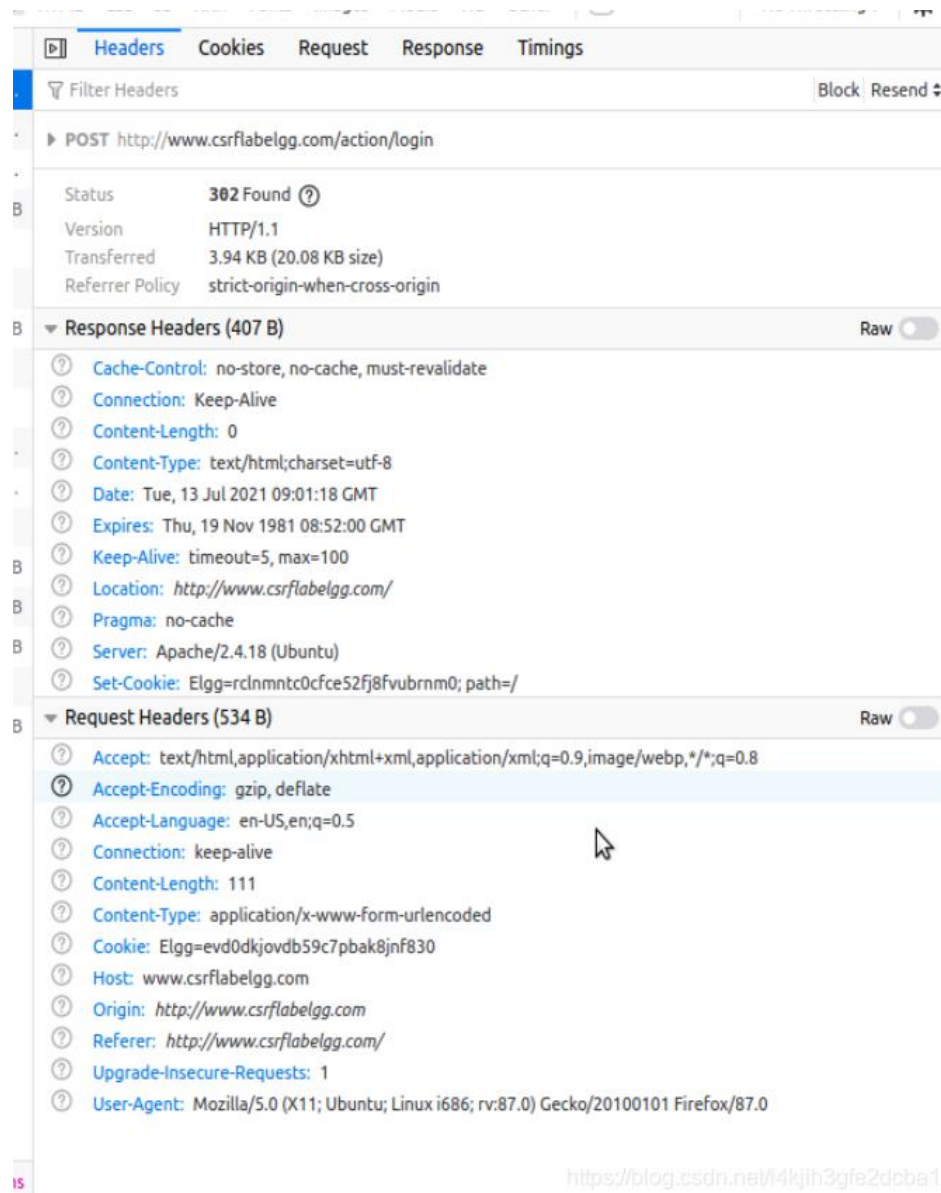 Headers Cookies Request Response Timings
Filter Headers Block Resend
POST http://www.csrflabelgg.com/action/login
Status 302 Found ?
Version HTTP/1.1
Transferred 3.94 KB (20.08 KB size)
Referrer Policy strict-origin-when-cross-origin
Response Headers (407 B) Raw
? Cache-Control: no-store, no-cache, must-revalidate
? Connection: Keep-Alive
? Content-Length: 0
? Content-Type: text/html;charset=utf-8
? Date: Tue, 13 Jul 2021 09:01:18 GMT
? Expires: Thu, 19 Nov 1981 08:52:00 GMT
? Keep-Alive: timeout=5, max=100
? Location: http://www.csrflabelgg.com/
? Pragma: no-cache
? Server: Apache/2.4.18 (Ubuntu)
? Set-Cookie: Elgg=rclnmntc0cfce52fj8fvubrnm0; path=/
Request Headers (534 B) Raw
? Accept: text/html,application/xhtml+xml,application/xml;q=0.9,image/webp,*/*;q=0.8
? Accept-Encoding: gzip, deflate
? Accept-Language: en-US,en;q=0.5
? Connection: keep-alive
? Content-Length: 111
? Content-Type: application/x-www-form-urlencoded
? Cookie: Elgg=evd0dkjovdb59c7pbak8jnf830
? Host: www.csrflabelgg.com
? Origin: http://www.csrflabelgg.com
? Referer: http://www.csrflabelgg.com/
? Upgrade-Insecure-Requests: 1
? User-Agent: Mozilla/5.0 (X11; Ubuntu; Linux i686; rv:87.0) Gecko/20100101 Firefox/87.0
https://blog.csdn.net/l4kjih3gfe2dcba1